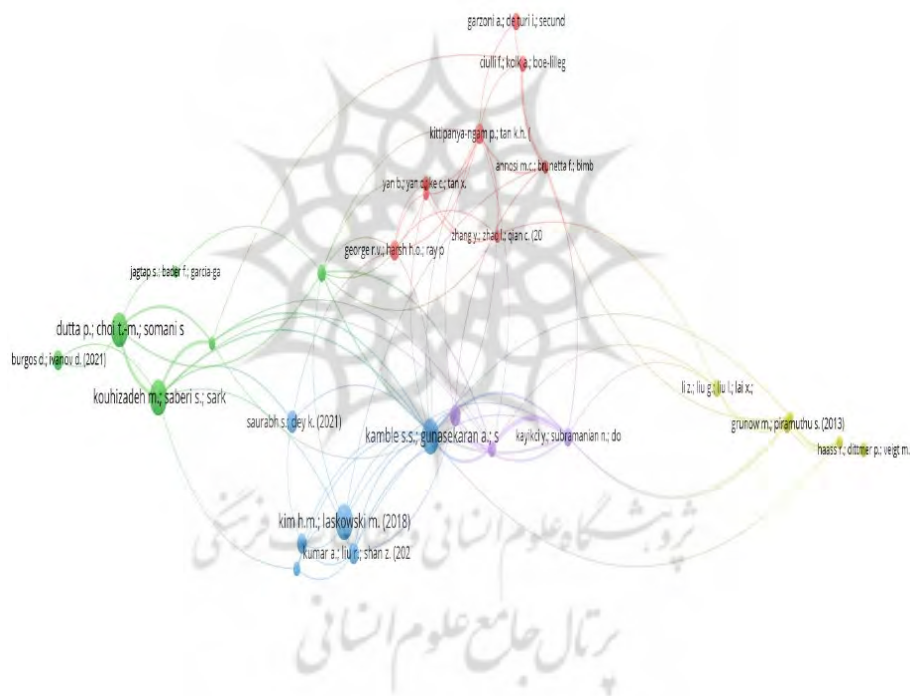 garzoni a.; de turi i.; secund
ciulli f.; kolk a.; boe-lilleg
kittipanya-ngam p.; tan k.h. (
annosi m.c.; brunetta f.; bimb
yan b.; yan c.; ke c.; tan x.
zhang y.; zhao l.; qian c. (20
george r.v.; harsh h.o.; ray p
jagtap s.; bader f.; garcia-ga
dutta p.; choi t.-m.; somani s
burgos d.; ivanov d. (2021)
kouhizadeh m.; saberi s.; sark
li z.; liu g.; liu l.; lai x.;
saurabh s.; dey k. (2021)
grunow m.; piramuthu s. (2013)
kamble s.s.; gunasekaran a.; s
kayikci y.; subramanian n.; do
haass r.; dittmer p.; veigt m.
kim h.m.; laskowski m. (2018)
kumar a.; liu r.; shan z. (202
پژوهشگاه علوم انسانی و مطالعات فرهنگی
پرتال جامع علوم انسانی